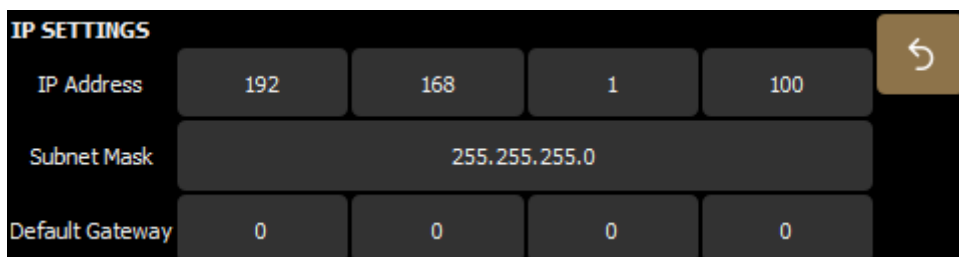 IP SETTINGS
IP Address 192 168 1 100
Subnet Mask 255.255.255.0
Default Gateway 0 0 0 0